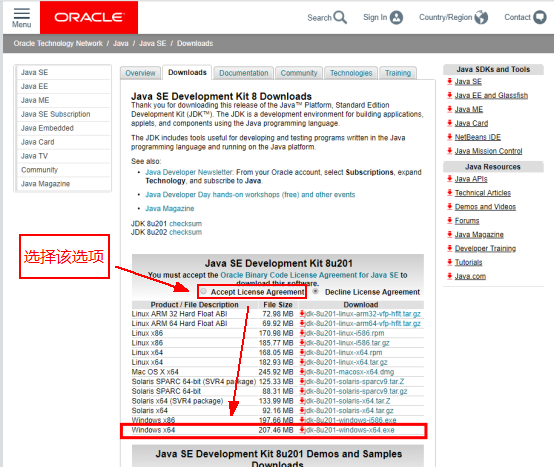 Menu
ORACLE
Search
Sign In
Country/Region
Contact
Oracle Technology Network / Java / Java SE / Downloads
Java SE
Java EE
Java ME
Java SE Subscription
Java Embedded
Java Card
Java TV
Community
Java Magazine
Overview
Downloads
Documentation
Community
Technologies
Training
Java SE Development Kit 8 Downloads
Thank you for downloading this release of the Java™ Platform, Standard Edition
Development Kit (JDK™). The JDK is a development environment for building applications,
applets, and components using the Java programming language.
The JDK includes tools useful for developing and testing programs written in the Java
programming language and running on the Java platform.
See also:
• Java Developer Newsletter: From your Oracle account, select Subscriptions, expand
Technology, and subscribe to Java.
• Java Developer Day hands-on workshops (free) and other events
• Java Magazine
JDK 8u201 checksum
JDK 8u202 checksum
选择该选项
Java SE Development Kit 8u201
You must accept the Oracle Binary Code License Agreement for Java SE to
download this software.
Accept License Agreement
Decline License Agreement
Product / File Description File Size Download
Linux ARM 32 Hard Float ABI 72.98 MB jdk-8u201-linux-arm32-vfp-hflt.tar.gz
Linux ARM 64 Hard Float ABI 69.92 MB jdk-8u201-linux-arm64-vfp-hflt.tar.gz
Linux x86 170.98 MB jdk-8u201-linux-i586.rpm
Linux x86 185.77 MB jdk-8u201-linux-i586.tar.gz
Linux x64 168.05 MB jdk-8u201-linux-x64.rpm
Linux x64 182.93 MB jdk-8u201-linux-x64.tar.gz
Mac OS X x64 245.92 MB jdk-8u201-macosx-x64.dmg
Solaris SPARC 64-bit (SVR4 package) 125.33 MB jdk-8u201-solaris-sparcv9.tar.Z
Solaris SPARC 64-bit 88.31 MB jdk-8u201-solaris-sparcv9.tar.gz
Solaris x64 (SVR4 package) 133.99 MB jdk-8u201-solaris-x64.tar.Z
Solaris x64 92.16 MB jdk-8u201-solaris-x64.tar.gz
Windows x86 197.66 MB jdk-8u201-windows-i586.exe
Windows x64 207.46 MB jdk-8u201-windows-x64.exe
Java SE Development Kit 8u201 Demos and Samples
Downloads
Java SDKs and Tools
Java SE
Java EE and Glassfish
Java ME
Java Card
NetBeans IDE
Java Mission Control
Java Resources
Java APIs
Technical Articles
Demos and Videos
Forums
Java Magazine
Developer Training
Tutorials
Java.com